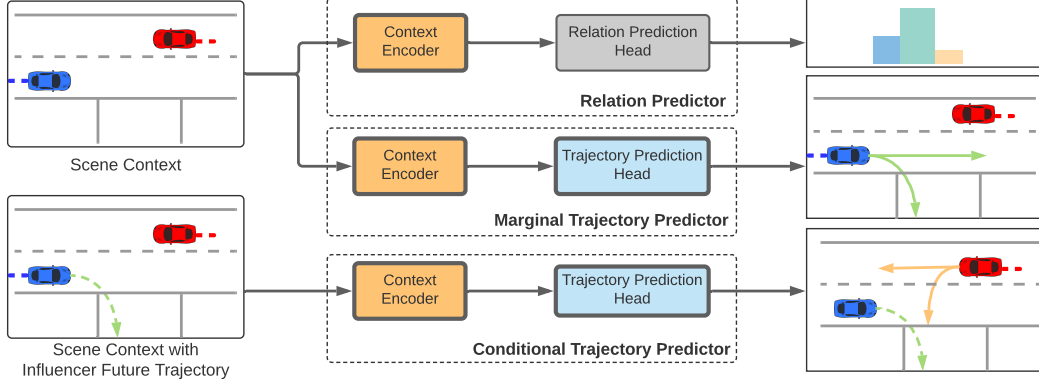 Context
Encoder
Relation Prediction
Head
Relation Predictor
Scene Context
Context
Encoder
Trajectory Prediction
Head
Marginal Trajectory Predictor
Context
Encoder
Trajectory Prediction
Head
Conditional Trajectory Predictor
Scene Context with
Influencer Future Trajectory